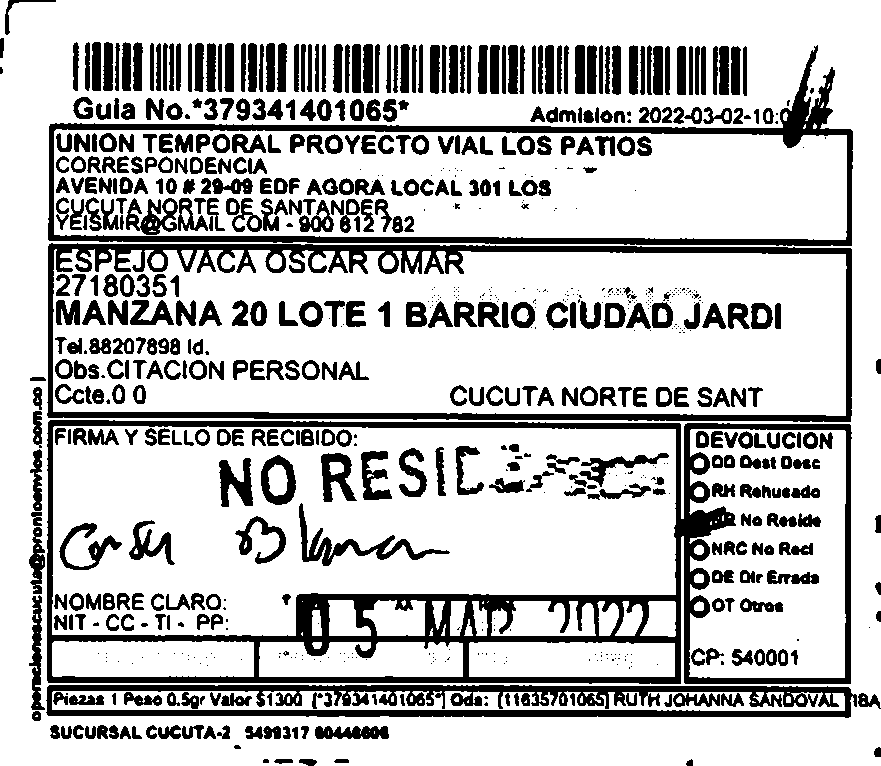 Guia No.*379341401065*
Admision: 2022-03-02-10:0
UNION TEMPORAL PROYECTO VIAL LOS PATIOS
CORRESPONDENCIA
AVENIDA 10 # 29-09 EDF AGORA LOCAL 301 LOS
CUCUTA NORTE DE SANTANDER
YEISMIR@GMAIL COM - 900 612 782
ESPEJO VACA OSCAR OMAR
27180351
MANZANA 20 LOTE 1 BARRIO CIUDAD JARDI
Tel.88207898 Id.
Obs.CITACION PERSONAL
Ccte.0 0
CUCUTA NORTE DE SANT
operacionescucuta@prontoenvios.com.co |
FIRMA Y SELLO DE RECIBIDO:
NO RESID
Blanca
NOMBRE CLARO:
NIT - CC - TI - PP:
05 MAR 2022
DEVOLUCION
DD Dest Desc
RH Rehusado
NR No Reside
NRC No Recl
DE Dir Errada
OT Otros
CP: 540001
Piezas 1 Peso 0.5gr Valor $1300 [*379341401065*] Oda: [11635701065] RUTH JOHANNA SANDOVAL
SUCURSAL CUCUTA-2 5499317 60446606